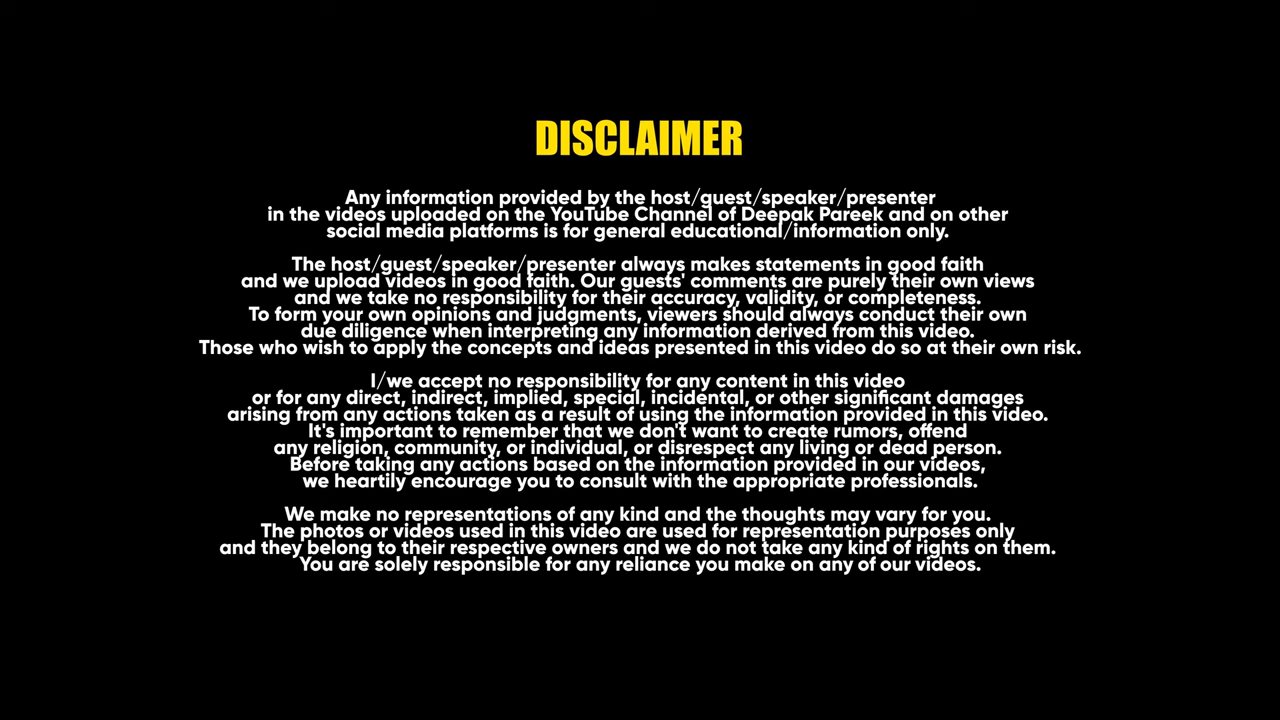 DISCLAIMER
Any information provided by the host/guest/speaker/presenter
in the videos uploaded on the YouTube Channel of Deepak Pareek and on other
social media platforms is for general educational/information only.
The host/guest/speaker/presenter always makes statements in good faith
and we upload videos in good faith. Our guests' comments are purely their own views
and we take no responsibility for their accuracy, validity, or completeness.
To form your own opinions and judgments, viewers should always conduct their own
due diligence when interpreting any information derived from this video.
Those who wish to apply the concepts and ideas presented in this video do so at their own risk.
I/we accept no responsibility for any content in this video
or for any direct, indirect, implied, special, incidental, or other significant damages
arising from any actions taken as a result of using the information provided in this video.
It's important to remember that we don't want to create rumors, offend
any religion, community, or individual, or disrespect any living or dead person.
Before taking any actions based on the information provided in our videos,
we heartily encourage you to consult with the appropriate professionals.
We make no representations of any kind and the thoughts may vary for you.
The photos or videos used in this video are used for representation purposes only
and they belong to their respective owners and we do not take any kind of rights on them.
You are solely responsible for any reliance you make on any of our videos.